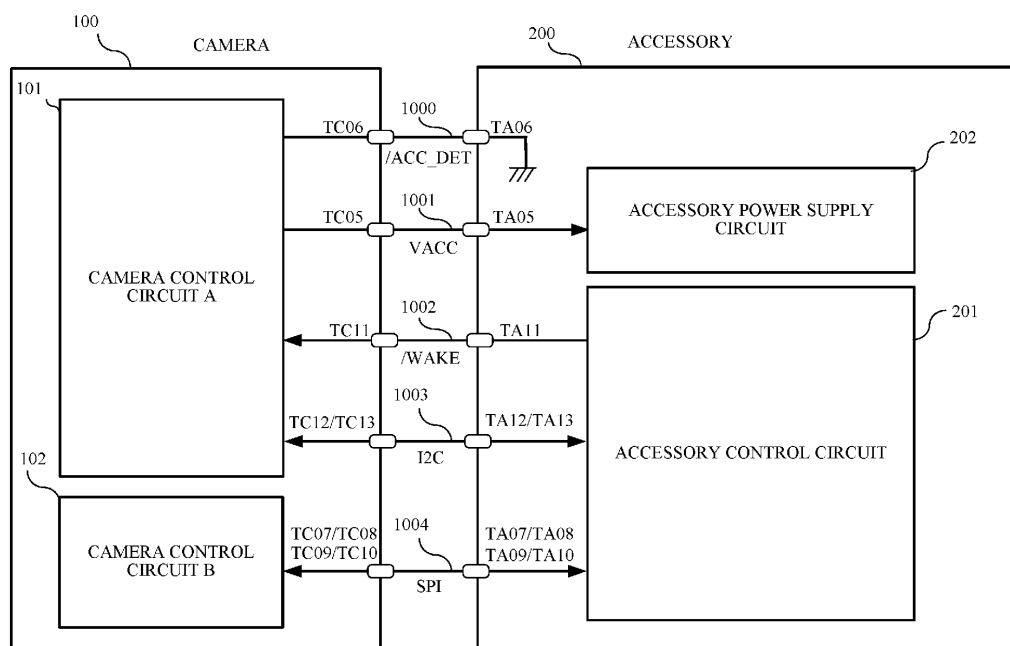 100
CAMERA
200
ACCESSORY
101
TC06
1000
TA06
/ACC_DET
202
TC05
1001
TA05
VACC
ACCESSORY POWER SUPPLY
CIRCUIT
CAMERA CONTROL
CIRCUIT A
TC11
1002
TA11
/WAKE
201
TC12/TC13
1003
TA12/TA13
I2C
ACCESSORY CONTROL CIRCUIT
102
CAMERA CONTROL
CIRCUIT B
TC07/TC08
TC09/TC10
1004
TA07/TA08
TA09/TA10
SPI